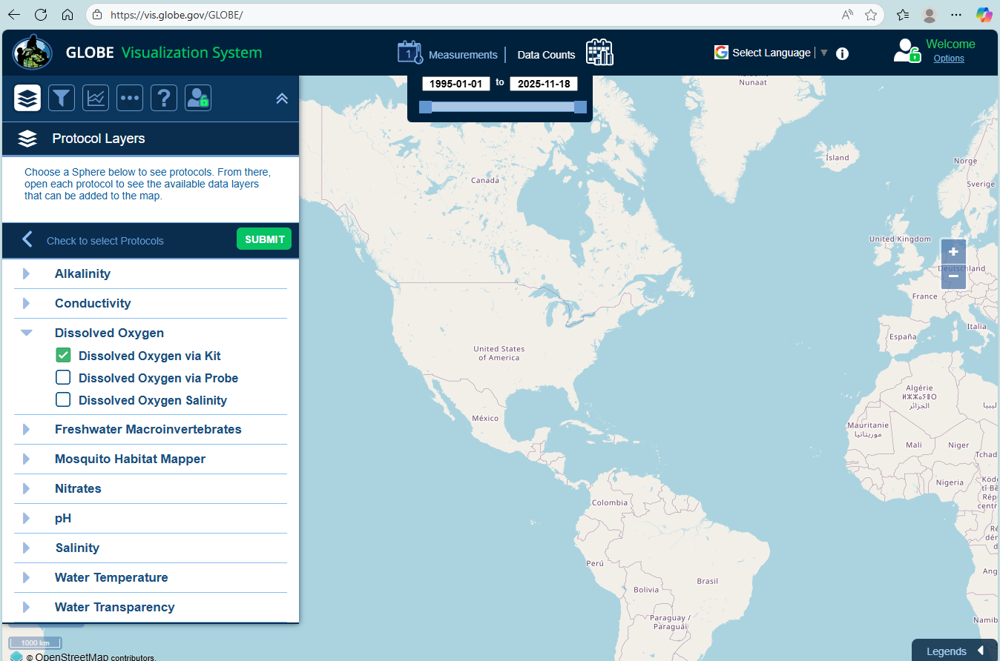 https://vis.globe.gov/GLOBE/
GLOBE Visualization System
1
Measurements
Data Counts
Select Language
Welcome
Options
1995-01-01 to 2025-11-18
Protocol Layers
Choose a Sphere below to see protocols. From there,
open each protocol to see the available data layers
that can be added to the map.
Check to select Protocols
SUBMIT
Alkalinity
Conductivity
Dissolved Oxygen
Dissolved Oxygen via Kit
Dissolved Oxygen via Probe
Dissolved Oxygen Salinity
Freshwater Macroinvertebrates
Mosquito Habitat Mapper
Nitrates
pH
Salinity
Water Temperature
Water Transparency
1000 km
© OpenStreetMap contributors.
Nunaat
Ísland
Norge
Sverige
Canada
United Kingdom
+
Deutschland
−
France
Italia
España
United States
of America
Algérie
ⵍⵣⵣⴰⵢⴻⵔ
الجزائر
ليبيا
México
Mauritanie
موريتانيا
Mali
Niger
Tchad
Nigeria
Colombia
Perú
Brasil
Bolivia
Paraguay /
Paraguái
Ang
Namib
Legends